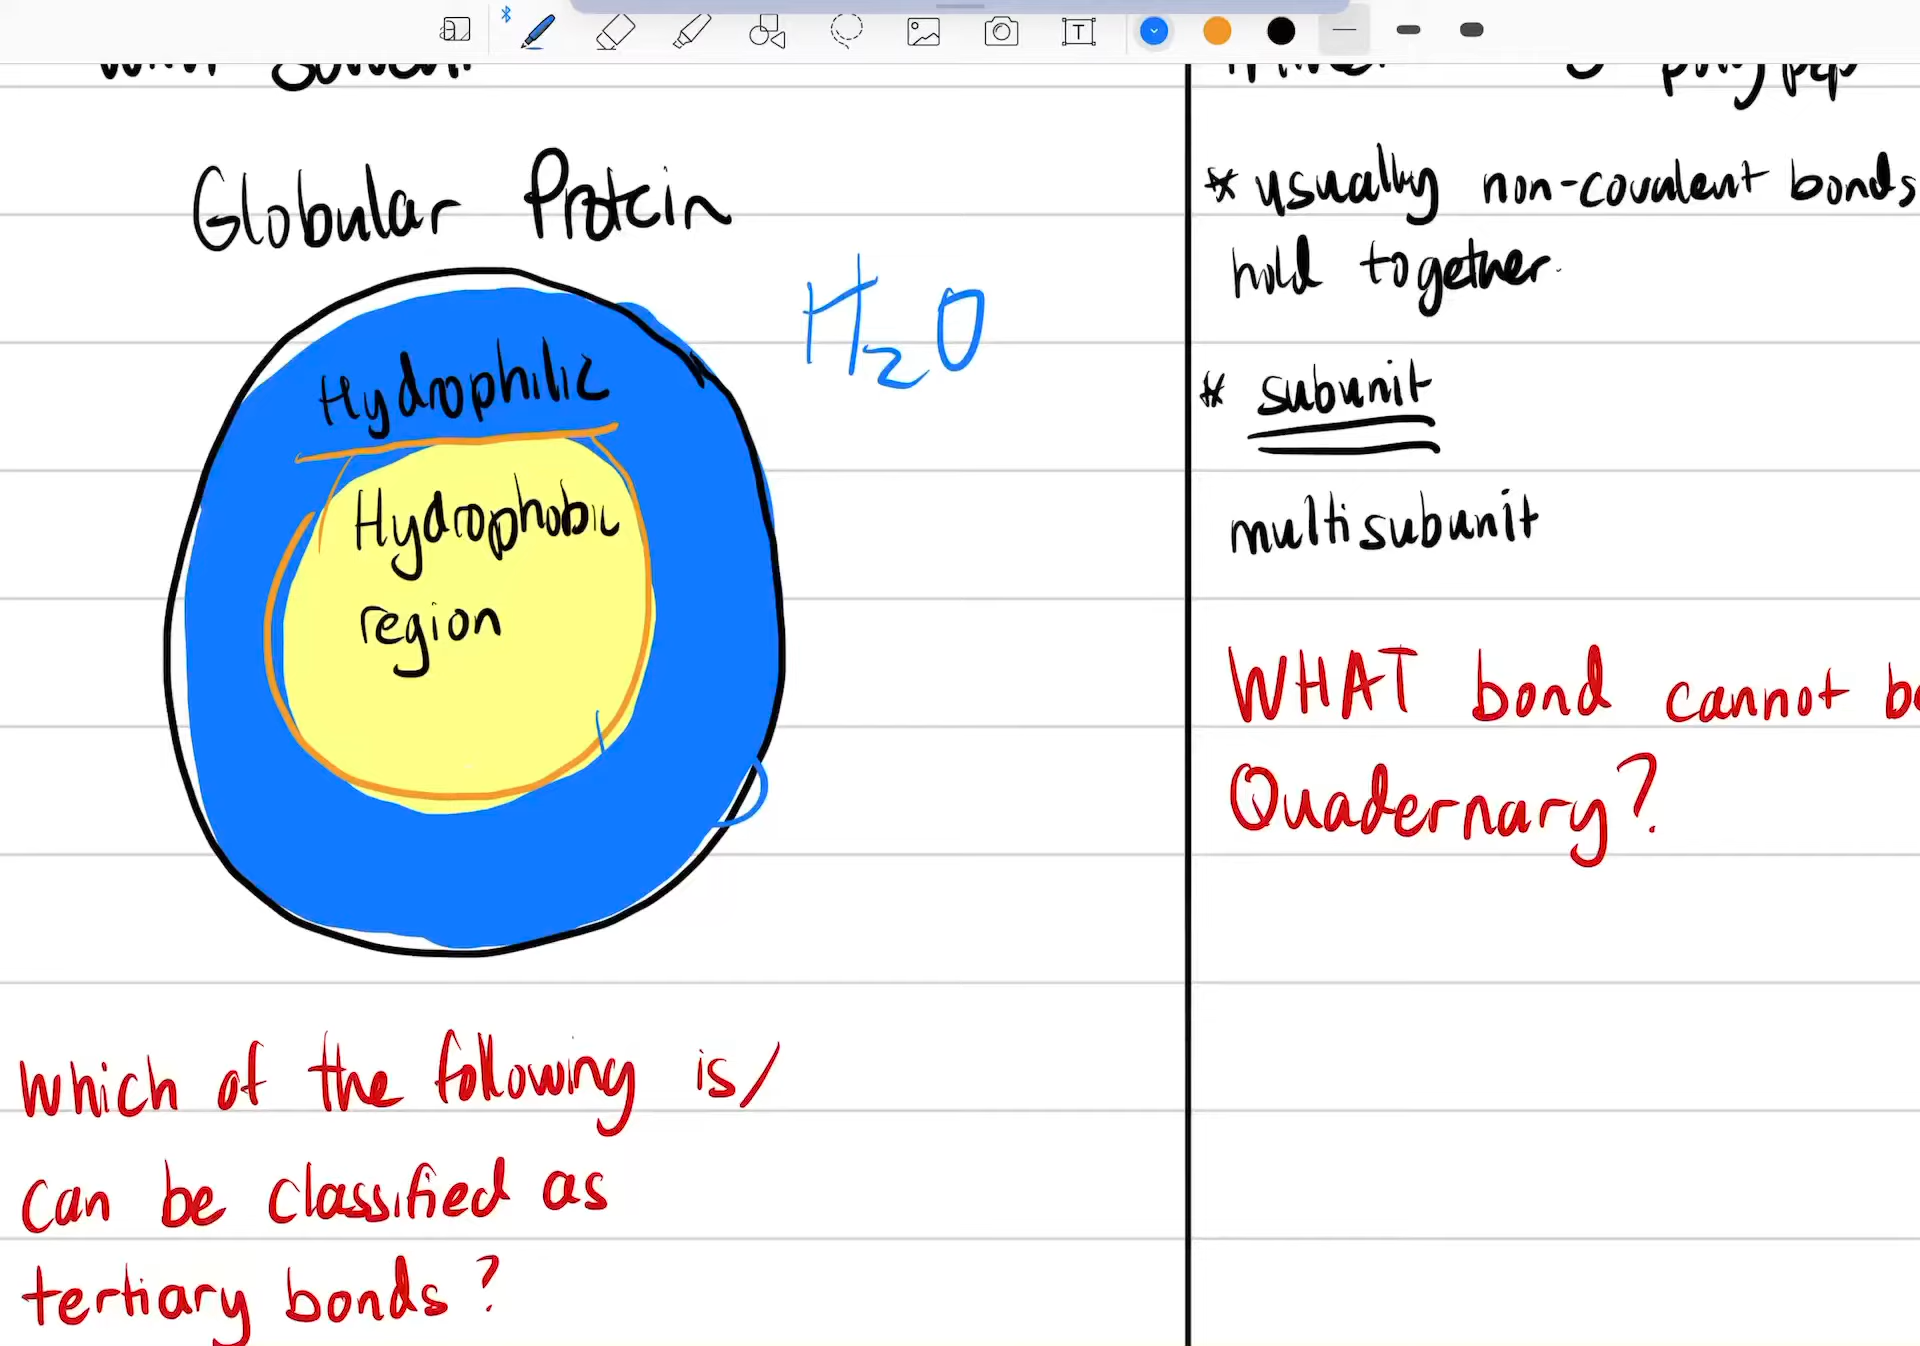 Globular Protein
H₂O
Hydrophilic
Hydrophobic
region
Which of the following is/
can be classified as
tertiary bonds?
* usually non-covalent bonds
hold together.
* subunit
multisubunit
WHAT bond cannot be
Quadernary?